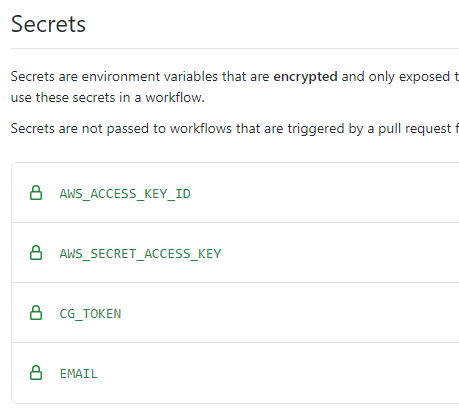 Secrets
Secrets are environment variables that are encrypted and only exposed t
use these secrets in a workflow.
Secrets are not passed to workflows that are triggered by a pull request f
AWS_ACCESS_KEY_ID
AWS_SECRET_ACCESS_KEY
CG_TOKEN
EMAIL